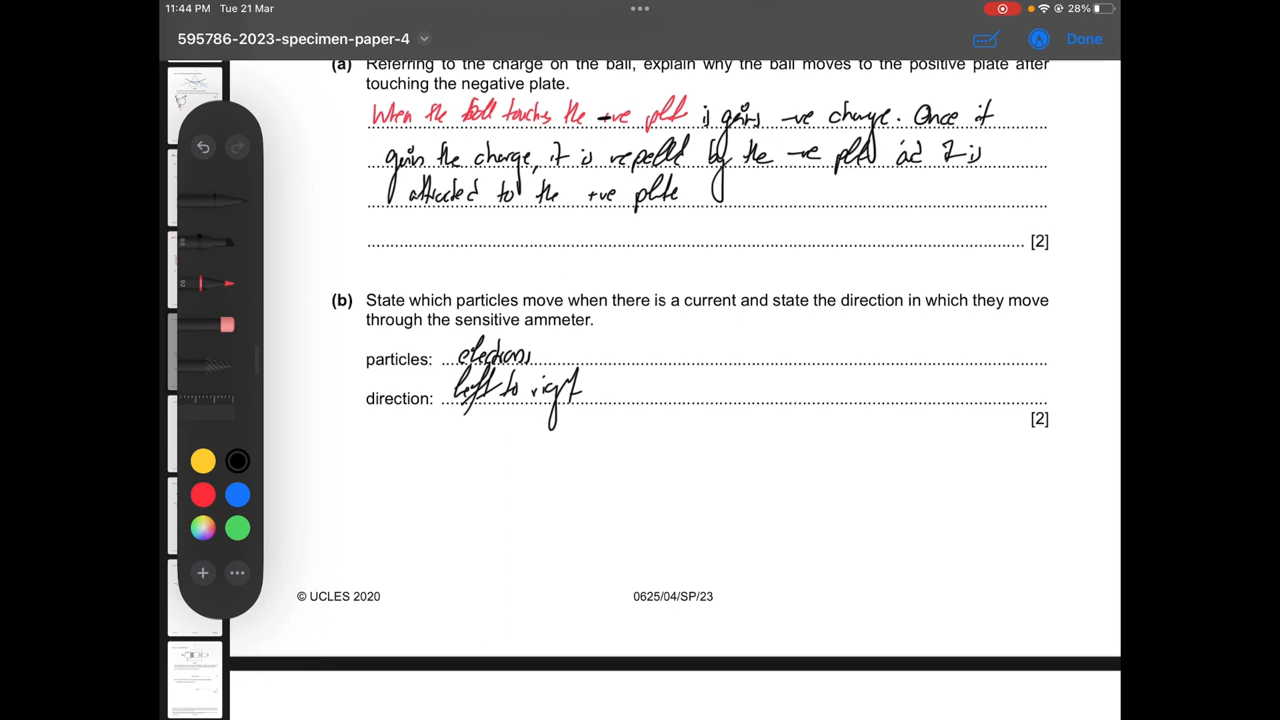 11:44 PM Tue 21 Mar
28%
595786-2023-specimen-paper-4
Done
(a) Referring to the charge on the ball, explain why the ball moves to the positive plate after
touching the negative plate.
When the ball touches the -ve plate is gains -ve charge. Once it
gain the charge, it is repelled by the -ve plate ad it is
attracted to the +ve plate
[2]
(b) State which particles move when there is a current and state the direction in which they move
through the sensitive ammeter.
particles: electrons
direction: left to right
[2]
© UCLES 2020
0625/04/SP/23